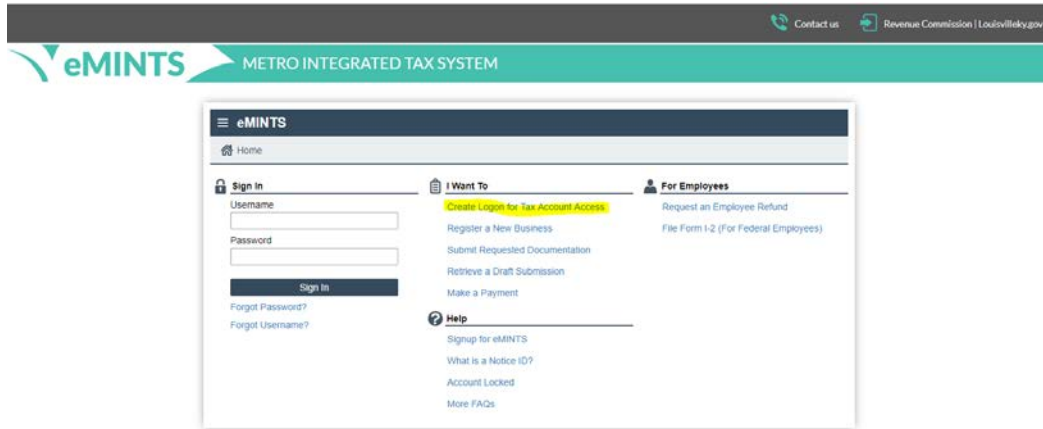 Contact us
Revenue Commission | Louisvilleky.gov
eMINTS
METRO INTEGRATED TAX SYSTEM
eMINTS
Home
Sign In
Username
Password
Sign In
Forgot Password?
Forgot Username?
I Want To
Create Logon for Tax Account Access
Register a New Business
Submit Requested Documentation
Retrieve a Draft Submission
Make a Payment
Help
Signup for eMINTS
What is a Notice ID?
Account Locked
More FAQs
For Employees
Request an Employee Refund
File Form I-2 (For Federal Employees)